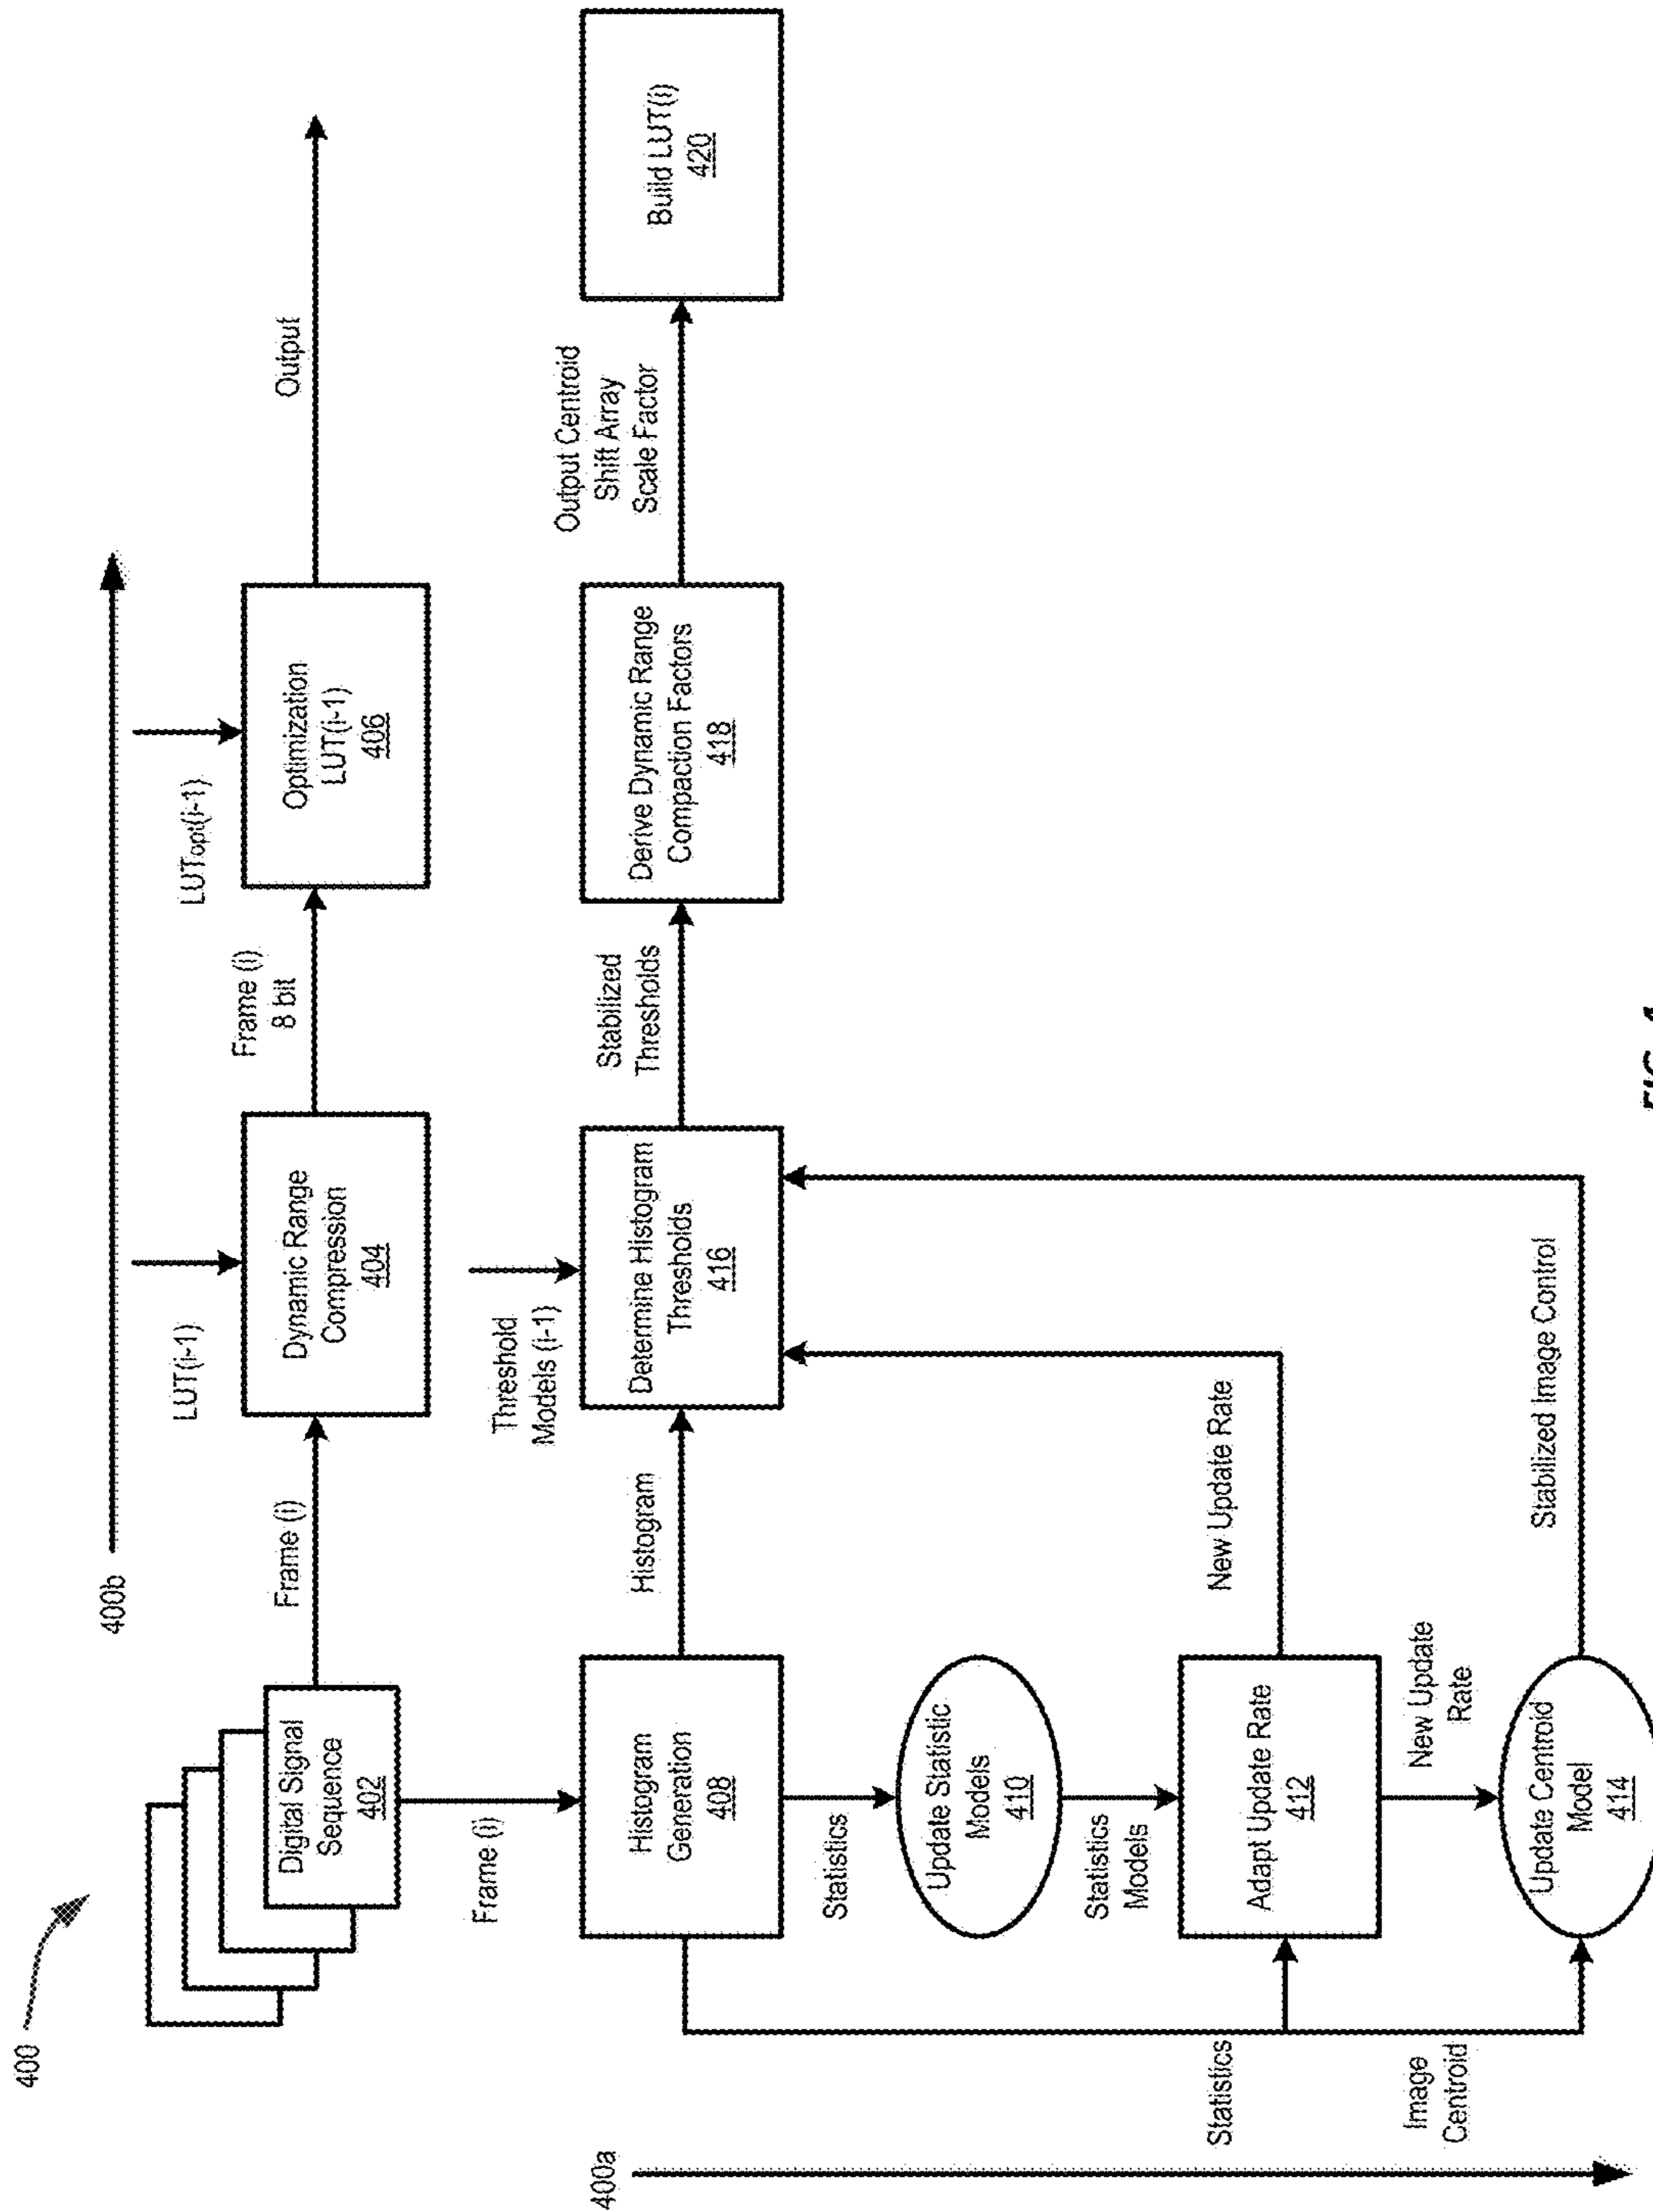 400
400b
Digital Signal
Sequence
402
Frame (i)
LUT(i-1)
Dynamic Range
Compression
404
Frame (i)
8 bit
LUTopt(i-1)
Optimization
LUT(i-1)
406
Output
Frame (i)
400a
Histogram
Generation
408
Histogram
Threshold
Models (i-1)
Determine Histogram
Thresholds
416
Stabilized
Thresholds
Derive Dynamic Range
Compaction Factors
418
Output Centroid
Shift Array
Scale Factor
Build LUT(i)
420
Statistics
Update Statistic
Models
410
Statistics
Models
Statistics
Adapt Update Rate
412
New Update Rate
New Update
Rate
Image
Centroid
Update Centroid
Model
414
Stabilized Image Control